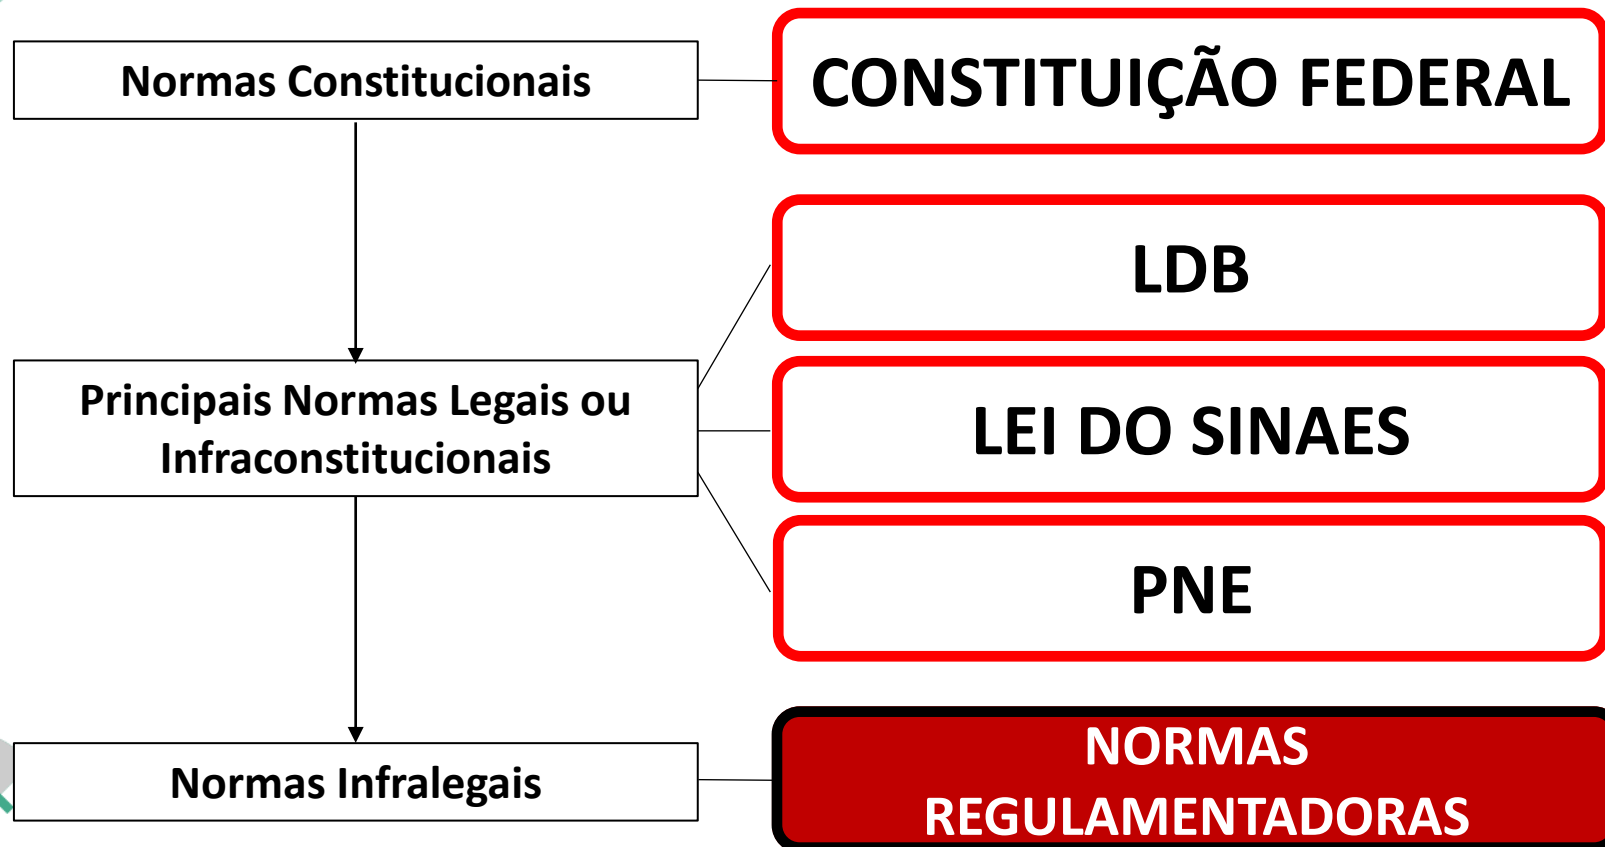 Normas Constitucionais
CONSTITUIÇÃO FEDERAL
LDB
Principais Normas Legais ou
Infraconstitucionais
LEI DO SINAES
PNE
Normas Infralegais
NORMAS
REGULAMENTADORAS